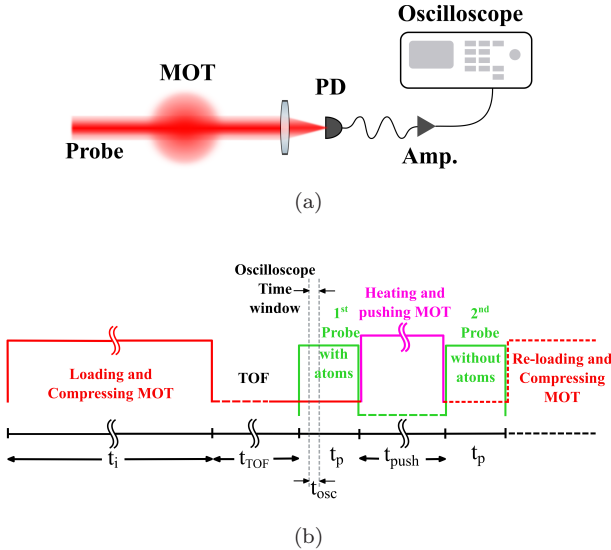 Oscilloscope
MOT
PD
Probe
Amp.
(a)
Oscilloscope
Time
window
Heating and
pushing MOT
1st
Probe
with
atoms
2nd
Probe
without
atoms
Loading and
Compressing MOT
TOF
Re-loading and
Compressing
MOT
ti
tTOF
tp
tpush
tp
tosc
(b)